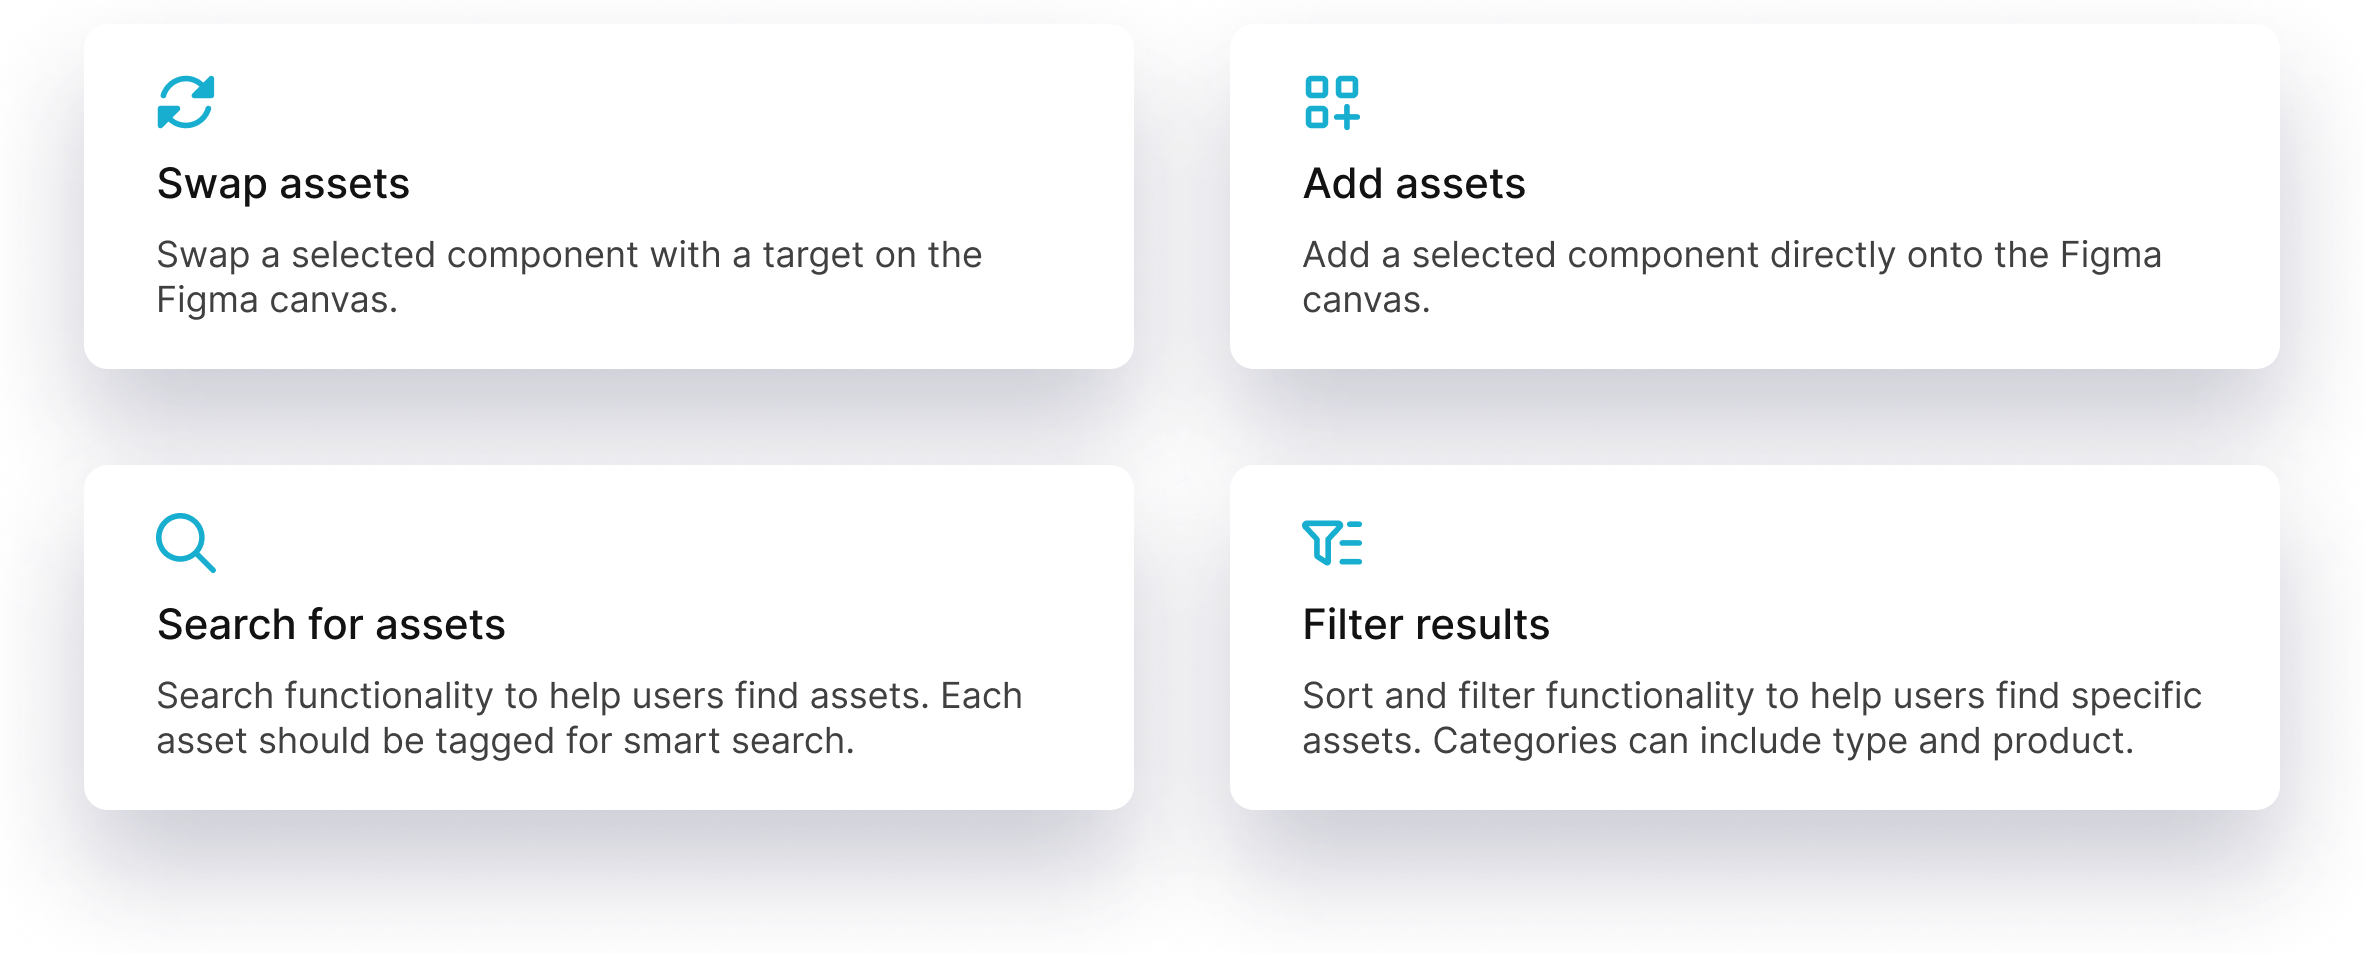 Swap assets
Swap a selected component with a target on the
Figma canvas.
Add assets
Add a selected component directly onto the Figma
canvas.
Search for assets
Search functionality to help users find assets. Each
asset should be tagged for smart search.
Filter results
Sort and filter functionality to help users find specific
assets. Categories can include type and product.